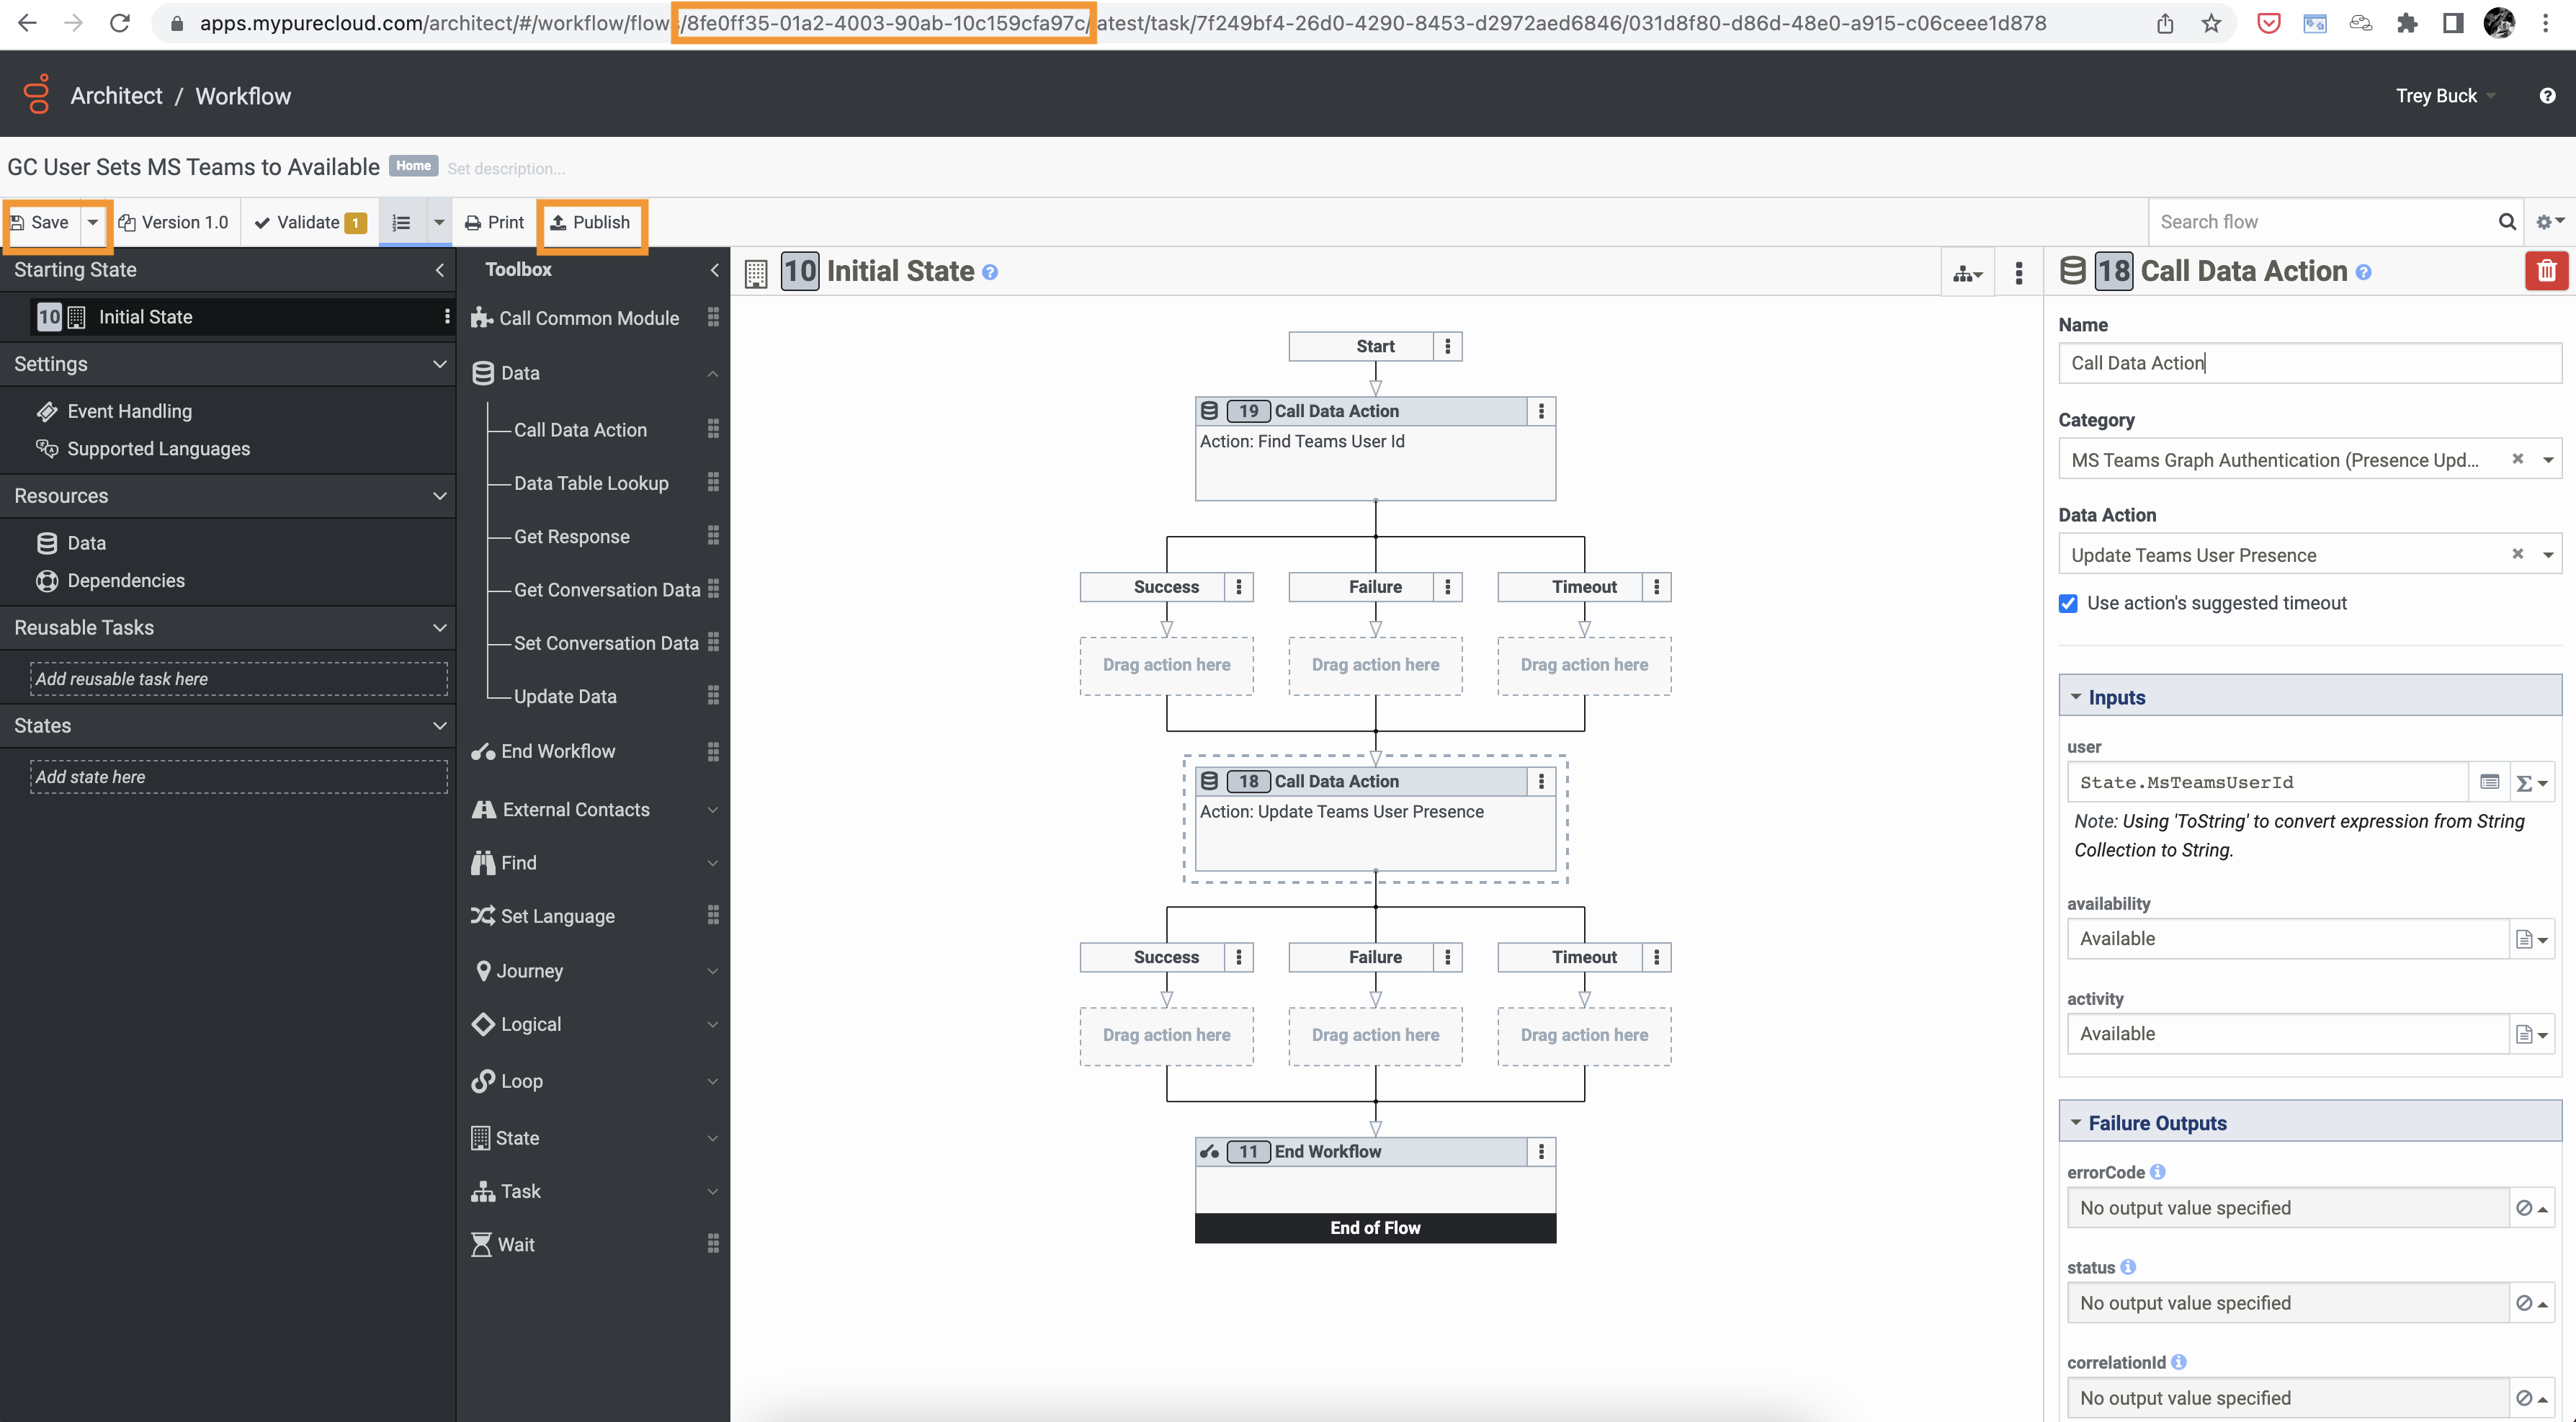 apps.mypurecloud.com/architect/#/workflow/flows/8fe0ff35-01a2-4003-90ab-10c159cfa97c/latest/task/7f249bf4-26d0-4290-8453-d2972aed6846/031d8f80-d86d-48e0-a915-c06ceee1d878
Architect / Workflow
Trey Buck
GC User Sets MS Teams to Available Home Set description...
Save Version 1.0 Validate 1 Print Publish
Search flow
Starting State
10 Initial State
Settings
Event Handling
Supported Languages
Resources
Data
Dependencies
Reusable Tasks
Add reusable task here
States
Add state here
Toolbox
Call Common Module
Data
Call Data Action
Data Table Lookup
Get Response
Get Conversation Data
Set Conversation Data
Update Data
End Workflow
External Contacts
Find
Set Language
Journey
Logical
Loop
State
Task
Wait
10 Initial State
Start
19 Call Data Action
Action: Find Teams User Id
Success Failure Timeout
Drag action here Drag action here Drag action here
18 Call Data Action
Action: Update Teams User Presence
Success Failure Timeout
Drag action here Drag action here Drag action here
11 End Workflow
End of Flow
18 Call Data Action
Name
Call Data Action
Category
MS Teams Graph Authentication (Presence Upd...
Data Action
Update Teams User Presence
Use action's suggested timeout
Inputs
user
State.MsTeamsUserId
Note: Using 'ToString' to convert expression from String
Collection to String.
availability
Available
activity
Available
Failure Outputs
errorCode
No output value specified
status
No output value specified
correlationId
No output value specified